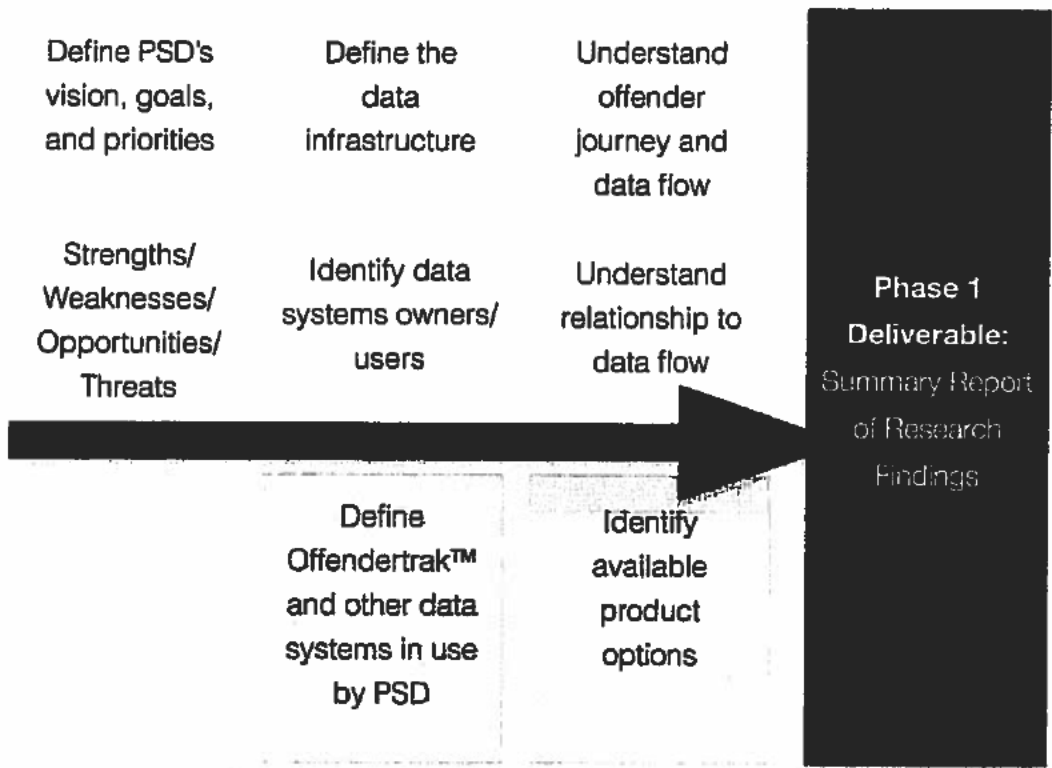 Define PSD's
vision, goals,
and priorities
Define the
data
infrastructure
Understand
offender
journey and
data flow
Strengths/
Weaknesses/
Opportunities/
Threats
Identify data
systems owners/
users
Understand
relationship to
data flow
Define
Offendertrak™
and other data
systems in use
by PSD
Identify
available
product
options
Phase 1
Deliverable:
Summary Report
of Research
Findings